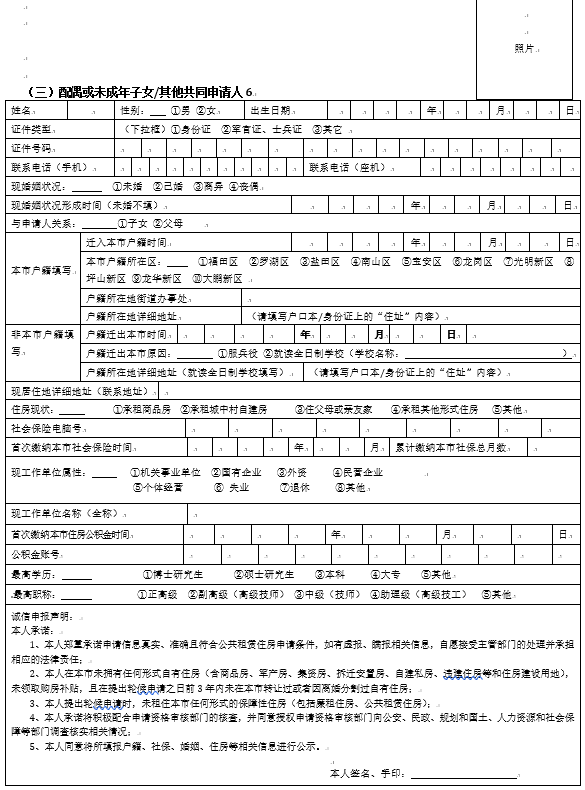 照片
（三）配偶或未成年子女/其他共同申请人 6
姓名 性别：___ ①男 ②女 出生日期 年 月 日
证件类型 （下拉框）①身份证 ②军官证、士兵证 ③其它
证件号码
联系电话（手机） 联系电话（座机）
现婚姻状况：______ ①未婚 ②已婚 ③离异 ④丧偶
现婚姻状况形成时间（未婚不填） 年 月 日
与申请人关系：_______①子女 ②父母
本市户籍填写 迁入本市户籍时间 年 月 日
本市户籍所在区：____ ①福田区 ②罗湖区 ③盐田区 ④南山区 ⑤宝安区 ⑥龙岗区 ⑦光明新区 ⑧
坪山新区 ⑨龙华新区 ⑩大鹏新区
户籍所在地街道办事处
户籍所在地详细地址 （请填写户口本/身份证上的“住址”内容）
非本市户籍填 户籍迁出本市时间 年 月 日
写 户籍迁出本市原因：_______ ①服兵役 ②就读全日制学校（学校名称：______________________________）
户籍所在地详细地址（就读全日制学校填写） （请填写户口本/身份证上的“住址”内容）
现居住地详细地址（联系地址）
住房现状：_____ ①承租商品房 ②承租城中村自建房 ③住父母或亲友家 ④承租其他形式住房 ⑤其他
社会保险电脑号
首次缴纳本市社会保险时间 年 月 累计缴纳本市社保总月数
现工作单位属性：_____ ①机关事业单位 ②国有企业 ③外资 ④民营企业
⑤个体经营 ⑥ 失业 ⑦退休 ⑧其他
现工作单位名称（全称）
首次缴纳本市住房公积金时间 年 月 日
公积金账号
最高学历：______ ①博士研究生 ②硕士研究生 ③本科 ④大专 ⑤其他
最高职称：______ ①正高级 ②副高级（高级技师） ③中级（技师） ④助理级（高级技工） ⑤其他
诚信申报声明：
本人承诺：
1、本人郑重承诺申请信息真实、准确且符合公共租赁住房申请条件，如有虚报、瞒报相关信息，自愿接受主管部门的处理并承担
相应的法律责任；
2、本人在本市未拥有任何形式自有住房（含商品房、军产房、集资房、拆迁安置房、自建私房、违建住房等和住房建设用地），
未领取购房补贴，且在提出轮候申请之日前 3 年内未在本市转让过或者因离婚分割过自有住房；
3、本人提出轮候申请时，未租住本市任何形式的保障性住房（包括廉租住房、公共租赁住房）；
4、本人承诺将积极配合申请资格审核部门的核查，并同意授权申请资格审核部门向公安、民政、规划和国土、人力资源和社会保
障等部门调查核实相关情况；
5、本人同意将所填报户籍、社保、婚姻、住房等相关信息进行公示。
本人签名、手印：____________________